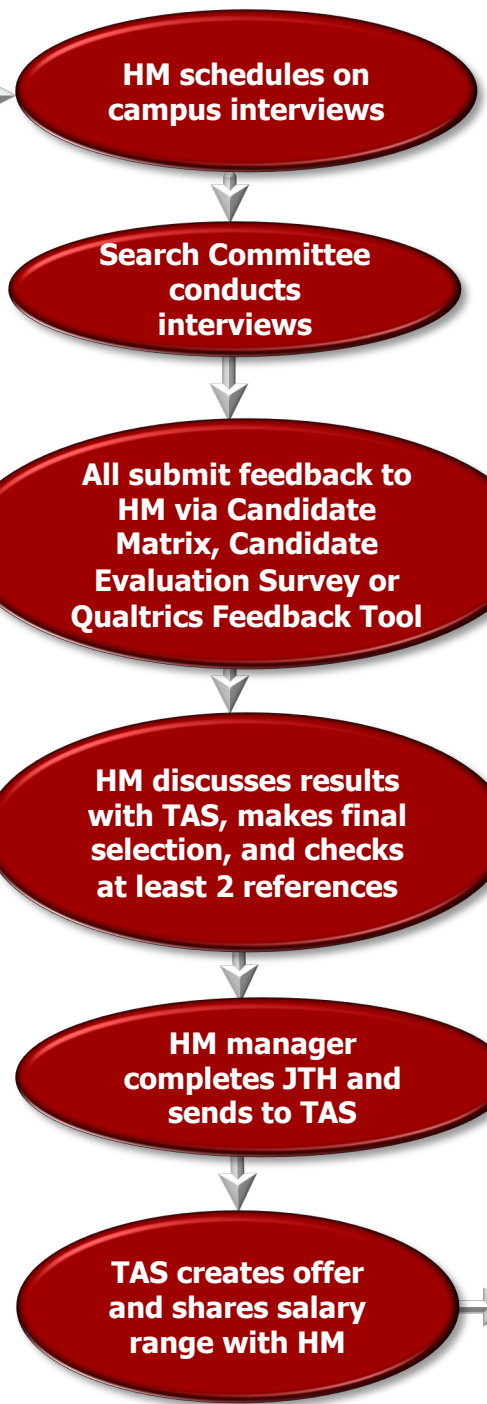 HM schedules on
campus interviews
Search Committee
conducts
interviews
All submit feedback to
HM via Candidate
Matrix, Candidate
Evaluation Survey or
Qualtrics Feedback Tool
HM discusses results
with TAS, makes final
selection, and checks
at least 2 references
HM manager
completes JTH and
sends to TAS
TAS creates offer
and shares salary
range with HM